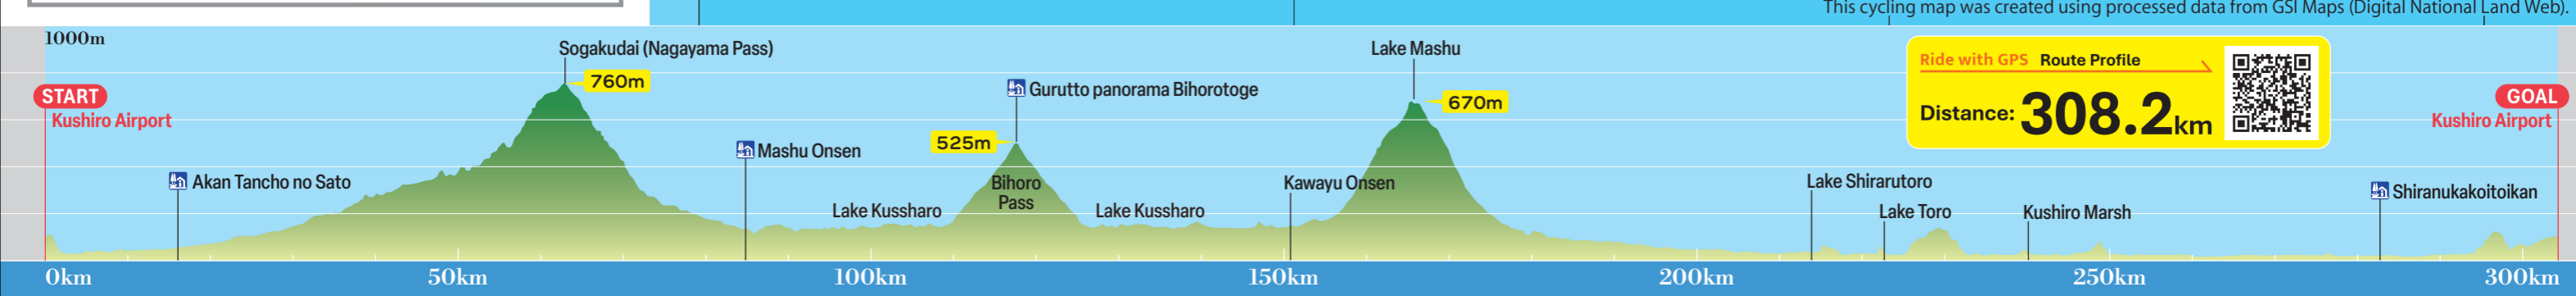 This cycling map was created using processed data from GSI Maps (Digital National Land Web).
1000m
START
Kushiro Airport
Akan Tancho no Sato
Sogakudai (Nagayama Pass)
760m
Mashu Onsen
Lake Kussharo
Gurutto panorama Bihorotoge
525m
Bihoro
Pass
Lake Kussharo
Kawayu Onsen
Lake Mashu
670m
Lake Shirarutoro
Lake Toro
Kushiro Marsh
Ride with GPS Route Profile
Distance: 308.2km
Shiranukakoitoikan
GOAL
Kushiro Airport
0km 50km 100km 150km 200km 250km 300km